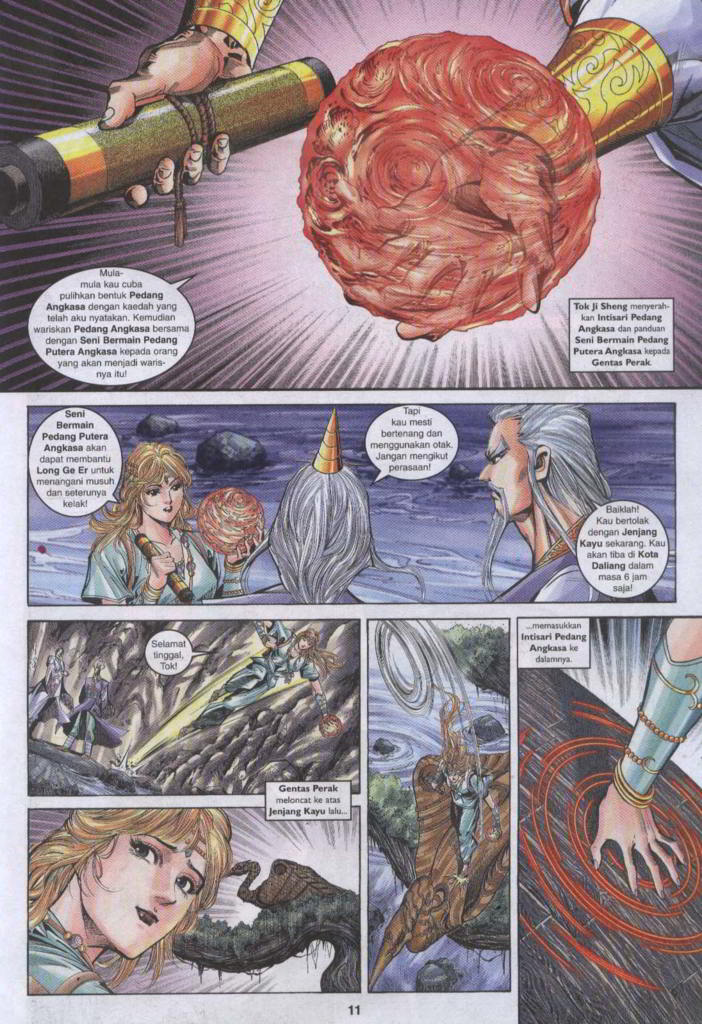 Mula-
mula kau cuba
pulihkan bentuk Pedang
Angkasa dengan kaedah yang
telah aku nyatakan. Kemudian
wariskan Pedang Angkasa bersama
dengan Seni Bermain Pedang
Putera Angkasa kepada orang
yang akan menjadi waris-
nya itu!
Tok Ji Sheng menyerah-
kan Intisari Pedang
Angkasa dan panduan
Seni Bermain Pedang
Putera Angkasa kepada
Gentas Perak.
Seni
Bermain
Pedang Putera
Angkasa akan
dapat membantu
Long Ge Er untuk
menangani musuh
dan seterunya
kelak!
Tapi
kau mesti
bertenang dan
menggunakan otak.
Jangan mengikut
perasaan!
Baiklah!
Kau bertolak
dengan Jenjang
Kayu sekarang. Kau
akan tiba di Kota
Daliang dalam
masa 6 jam
saja!
Selamat
tinggal,
Tok!
Gentas Perak
meloncat ke atas
Jenjang Kayu lalu...
...memasukkan
Intisari Pedang
Angkasa ke
dalamnya.
11